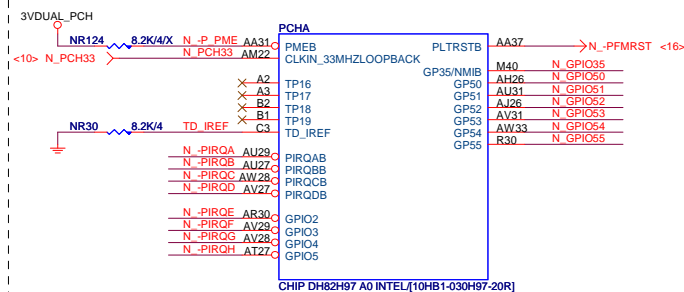 3VDUAL_PCH
PCHA
NR124 8.2K/4/X N_-P_PME AA31 PMEB PLTRSTB AA37 N_-PFMRST <16>
<10> N_PCH33 N_PCH33 AM22 CLKIN_33MHZLOOPBACK
GP35/NMIB M40 N_GPIO35
A2 TP16 GP50 AH26 N_GPIO50
A3 TP17 GP51 AU31 N_GPIO51
B2 TP18 GP52 AJ26 N_GPIO52
B1 TP19 GP53 AV31 N_GPIO53
NR30 8.2K/4 TD_IREF C3 TD_IREF GP54 AW33 N_GPIO54
GP55 R30 N_GPIO55
N_-PIRQA AU29 PIRQAB
N_-PIRQB AU27 PIRQBB
N_-PIRQC AW28 PIRQCB
N_-PIRQD AV27 PIRQDB
N_-PIRQE AR30 GPIO2
N_-PIRQF AV29 GPIO3
N_-PIRQG AV28 GPIO4
N_-PIRQH AT27 GPIO5
CHIP DH82H97 A0 INTEL/[10HB1-030H97-20R]